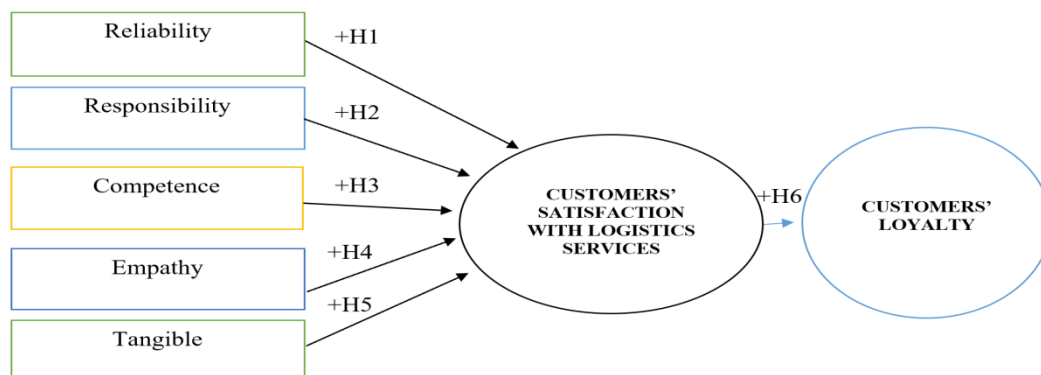 Reliability
+H1
Responsibility
+H2
Competence
+H3
Empathy
+H4
Tangible
+H5
CUSTOMERS'
SATISFACTION
WITH LOGISTICS
SERVICES
+H6
CUSTOMERS'
LOYALTY